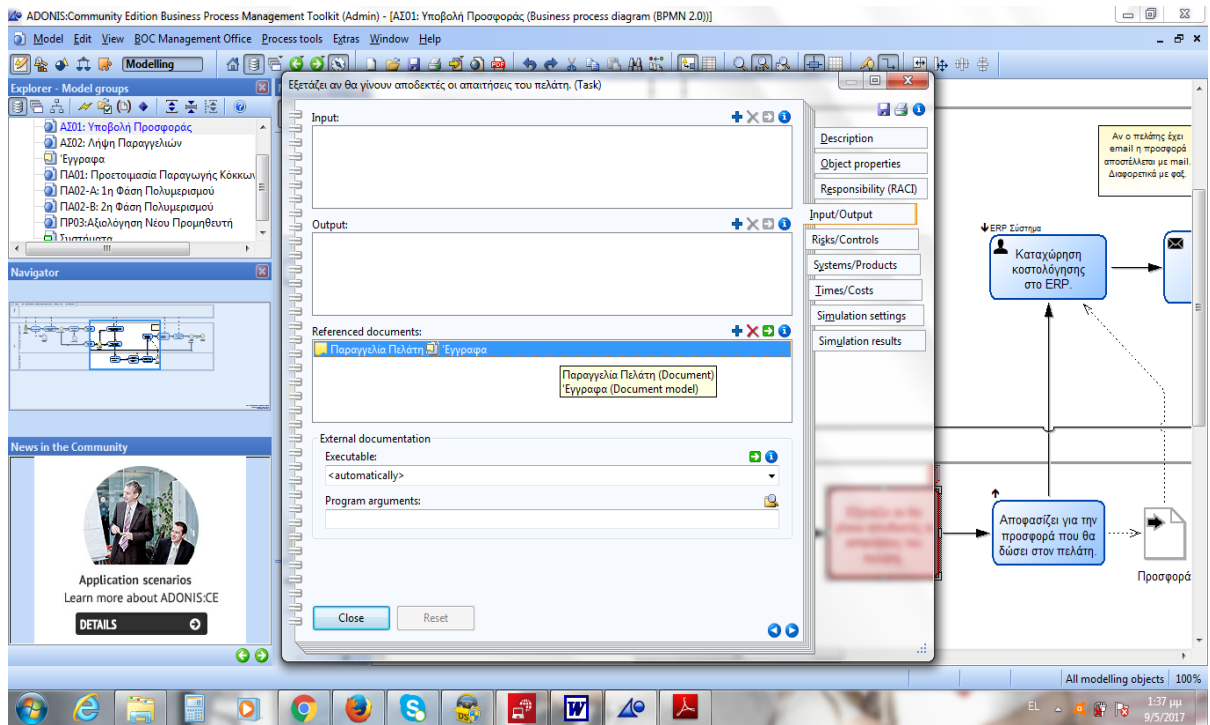 ADONIS:Community Edition Business Process Management Toolkit (Admin) - [ΑΣ01: Υποβολή Προσφοράς (Business process diagram (BPMN 2.0))]
Model Edit View BOC Management Office Process tools Extras Window Help
Modelling
Explorer - Model groups
ΑΣ01: Υποβολή Προσφοράς
ΑΣ02: Λήψη Παραγγελιών
Έγγραφα
ΠΑ01: Προετοιμασία Παραγωγής Κόκκων
ΠΑ02-Α: 1η Φάση Πολυμερισμού
ΠΑ02-Β: 2η Φάση Πολυμερισμού
ΠΡ03:Αξιολόγηση Νέου Προμηθευτή
Συστήματα
Navigator
News in the Community
Application scenarios
Learn more about ADONIS:CE
DETAILS
Εξετάζει αν θα γίνουν αποδεκτές οι απαιτήσεις του πελάτη. (Task)
Input:
Output:
Referenced documents:
Παραγγελία Πελάτη Έγγραφα
Παραγγελία Πελάτη (Document)
Έγγραφα (Document model)
External documentation
Executable:
<automatically>
Program arguments:
Close
Reset
Description
Object properties
Responsibility (RACI)
Input/Output
Risks/Controls
Systems/Products
Times/Costs
Simulation settings
Simulation results
Αν ο πελάτης έχει
email η προσφορά
αποστέλλεται με mail.
Διαφορετικά με φαξ.
ERP Σύστημα
Καταχώρηση
κοστολόγησης
στο ERP.
Αποφασίζει για την
προσφορά που θα
δώσει στον πελάτη.
Προσφορά
All modelling objects 100%
EL
1:37 μμ
9/5/2017